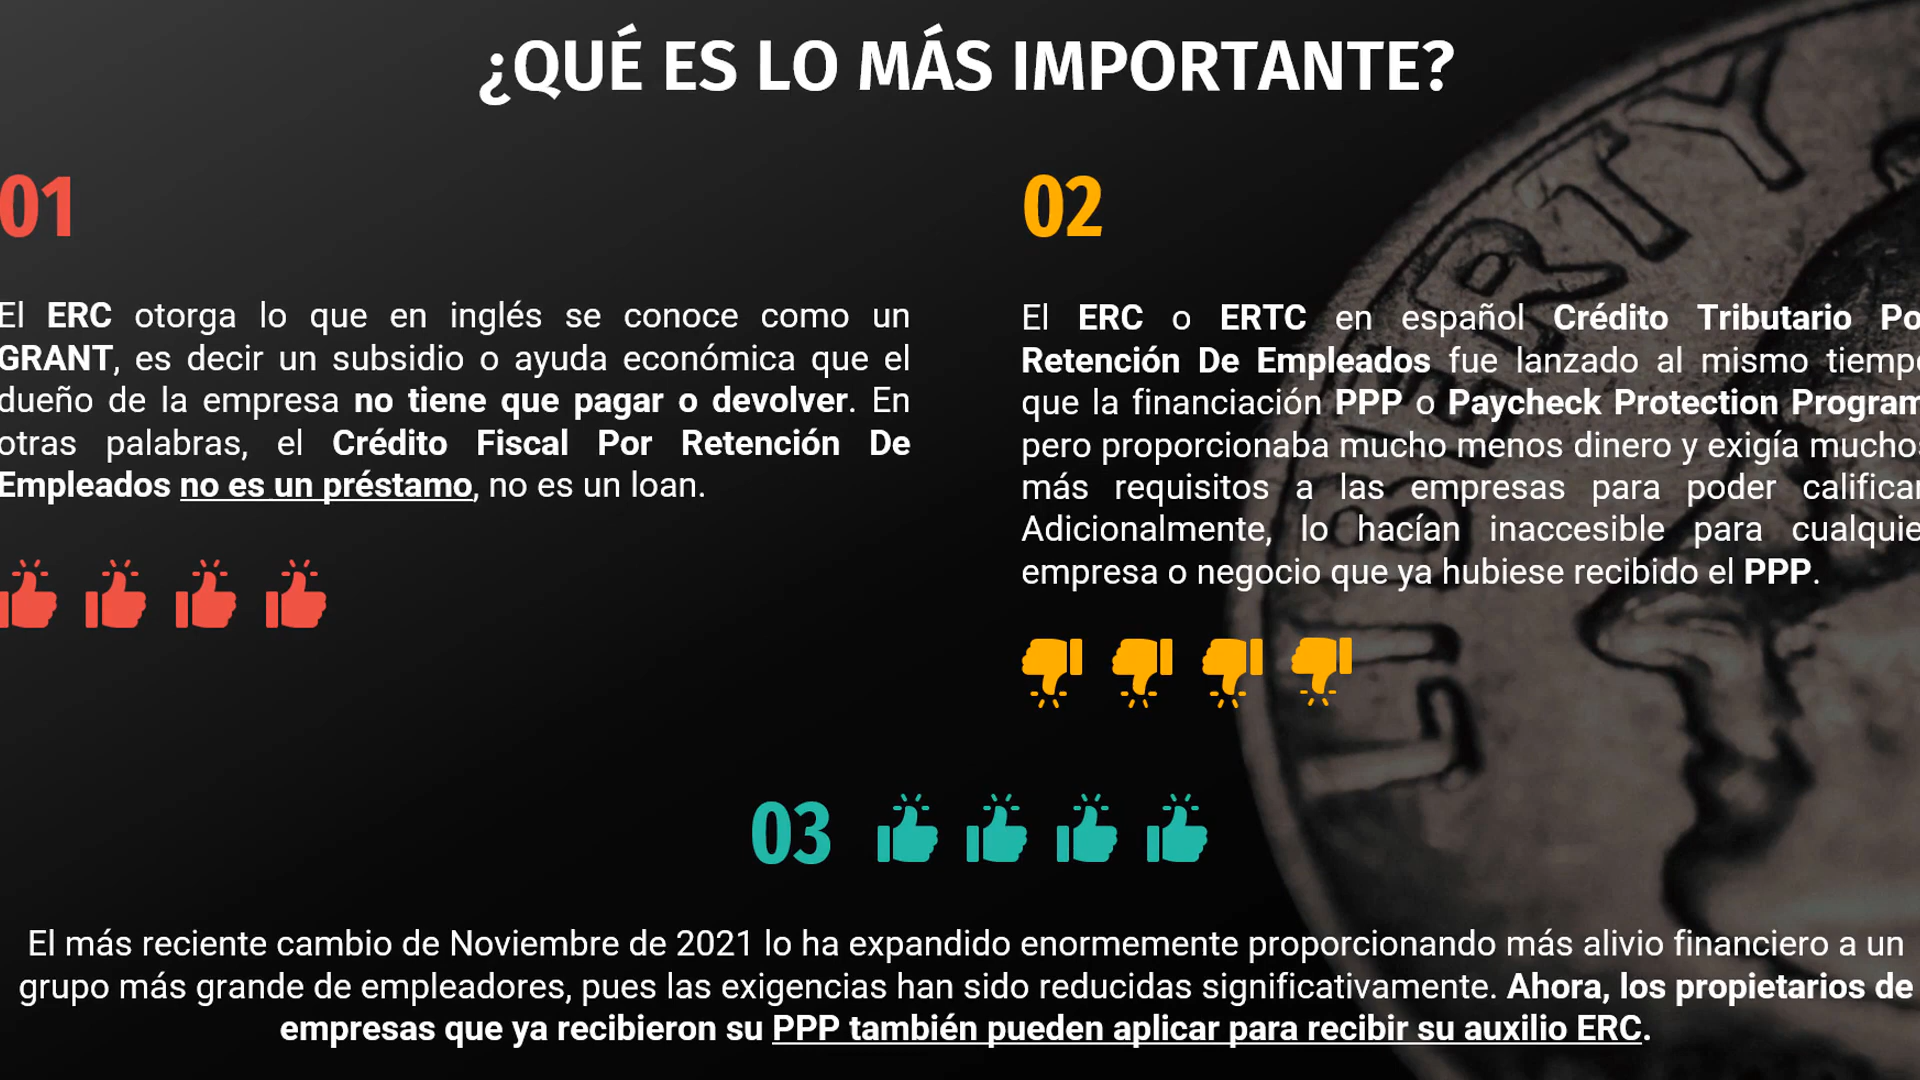 ¿QUÉ ES LO MÁS IMPORTANTE?
01
El ERC otorga lo que en inglés se conoce como un
GRANT, es decir un subsidio o ayuda económica que el
dueño de la empresa no tiene que pagar o devolver. En
otras palabras, el Crédito Fiscal Por Retención De
Empleados no es un préstamo, no es un loan.
02
El ERC o ERTC en español Crédito Tributario Po
Retención De Empleados fue lanzado al mismo tiempo
que la financiación PPP o Paycheck Protection Program
pero proporcionaba mucho menos dinero y exigía muchos
más requisitos a las empresas para poder calificar
Adicionalmente, lo hacían inaccesible para cualquie
empresa o negocio que ya hubiese recibido el PPP.
03
El más reciente cambio de Noviembre de 2021 lo ha expandido enormemente proporcionando más alivio financiero a un
grupo más grande de empleadores, pues las exigencias han sido reducidas significativamente. Ahora, los propietarios de
empresas que ya recibieron su PPP también pueden aplicar para recibir su auxilio ERC.
LIBERTY